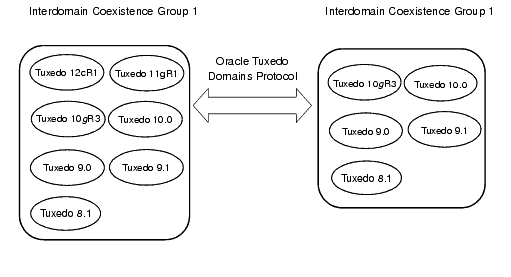 Interdomain Coexistence Group 1
Interdomain Coexistence Group 1
Tuxedo 12cR1
Tuxedo 11gR1
Tuxedo 10gR3
Tuxedo 10.0
Tuxedo 9.0
Tuxedo 9.1
Tuxedo 8.1
Oracle Tuxedo
Domains Protocol
Tuxedo 10gR3
Tuxedo 10.0
Tuxedo 9.0
Tuxedo 9.1
Tuxedo 8.1